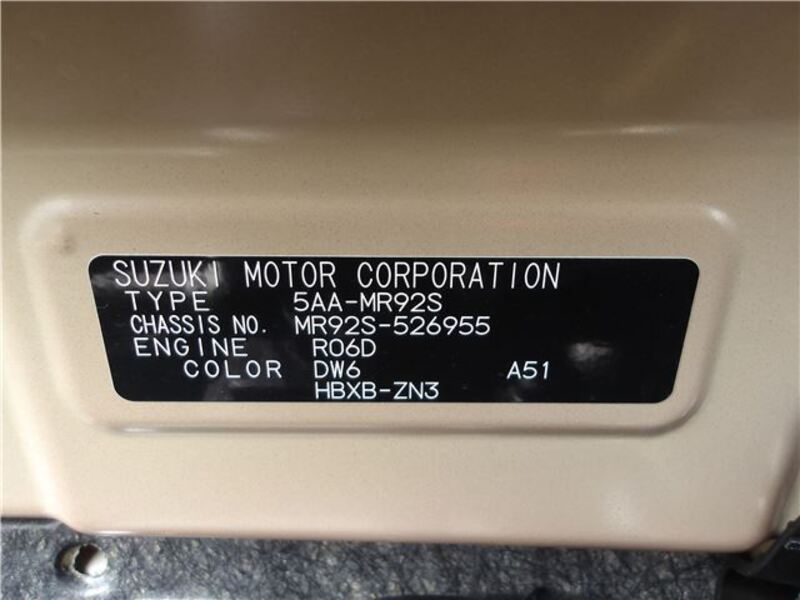 SUZUKI MOTOR CORPORATION
TYPE 5AA-MR92S
CHASSIS NO. MR92S-526955
ENGINE R06D
COLOR DW6 A51
HBXB-ZN3